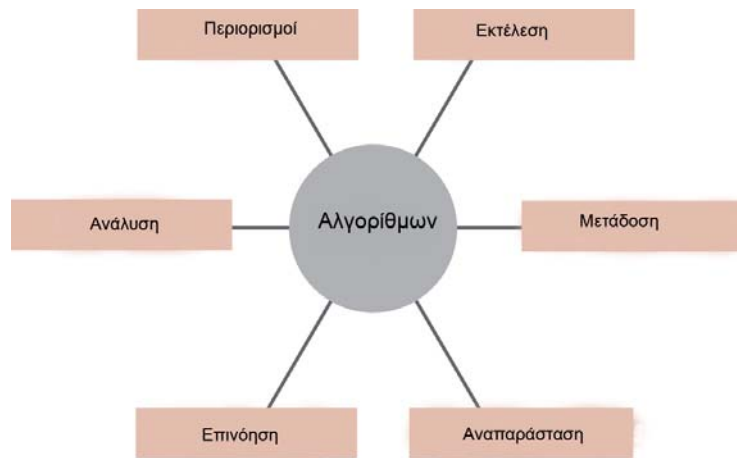 Περιορισμοί
Εκτέλεση
Ανάλυση
Αλγορίθμων
Μετάδοση
Επινόηση
Αναπαράσταση